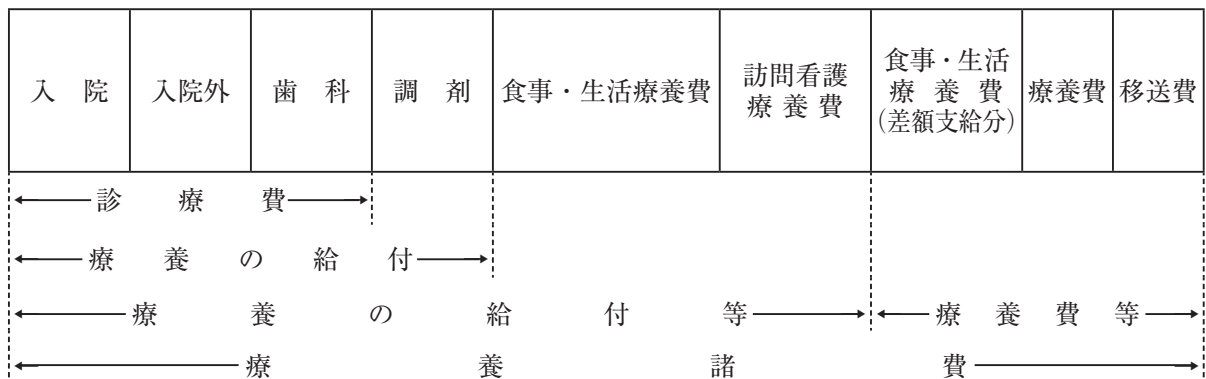 入院
入院外
歯科
調剤
食事・生活療養費
訪問看護
療養費
食事・生活
療養費
(差額支給分)
療養費
移送費
診療費
療養の給付
療養の給付等
療養費等
療養諸費